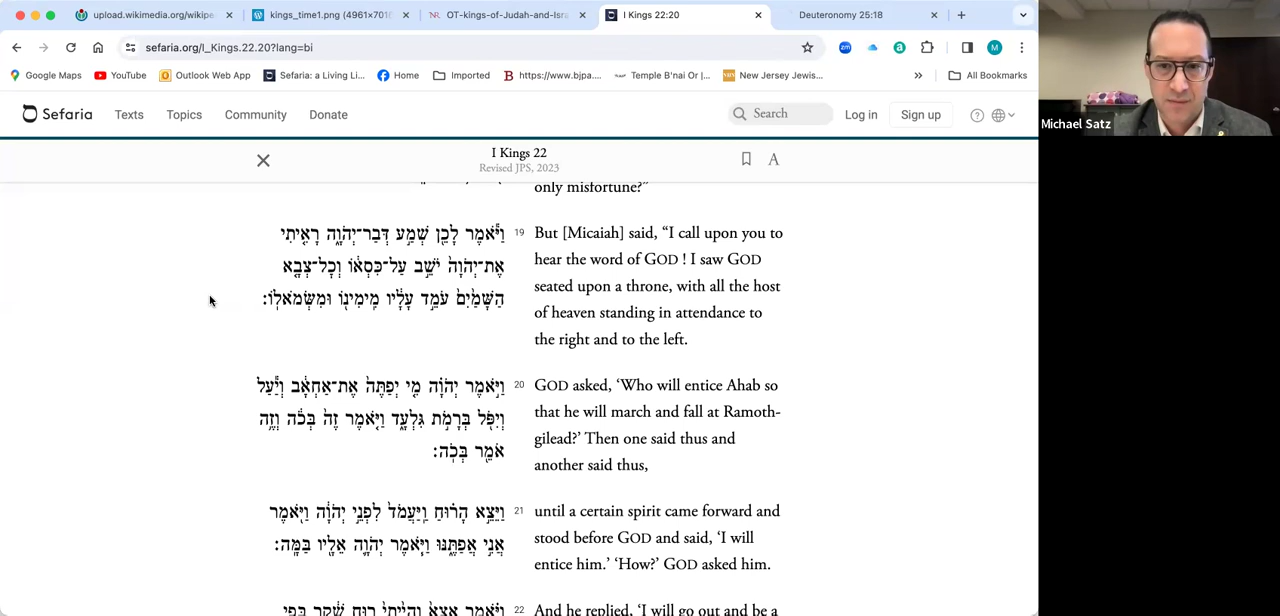 upload.wikimedia.org/wikipe
kings_time1.png (4961×701
OT-kings-of-Judah-and-Isra
I Kings 22:20
Deuteronomy 25:18
sefaria.org/I_Kings.22.20?lang=bi
Google Maps
YouTube
Outlook Web App
Sefaria: a Living Li...
Home
Imported
https://www.bjpa....
Temple B'nai Or |...
New Jersey Jewis...
»
All Bookmarks
Sefaria
Texts
Topics
Community
Donate
Search
Log in
Sign up
I Kings 22
Revised JPS, 2023
A
Michael Satz
only misfortune?”
וַיֹּ֕אמֶר לָכֵ֖ן שְׁמַ֣ע דְּבַר־יְהֹוָ֑ה רָאִ֤יתִי
אֶת־יְהֹוָה֙ יֹשֵׁ֣ב עַל־כִּסְא֔וֹ וְכׇל־צְבָ֤א
הַשָּׁמַ֙יִם֙ עֹמֵ֣ד עָלָ֔יו מִימִינ֖וֹ וּמִשְּׂמֹאלֽוֹ׃
19
But [Micaiah] said, “I call upon you to
hear the word of GOD ! I saw GOD
seated upon a throne, with all the host
of heaven standing in attendance to
the right and to the left.
וַיֹּ֣אמֶר יְהֹוָ֗ה מִ֤י יְפַתֶּה֙ אֶת־אַחְאָ֔ב וְיַ֕עַל
וְיִפֹּ֖ל בְּרָמֹ֣ת גִּלְעָ֑ד וַיֹּ֤אמֶר זֶה֙ בְּכֹ֔ה וְזֶ֥ה
אֹמֵ֖ר בְּכֹֽה׃
20
GOD asked, ‘Who will entice Ahab so
that he will march and fall at Ramoth-
gilead?’ Then one said thus and
another said thus,
וַיֵּצֵ֣א הָר֗וּחַ וַֽיַּעֲמֹד֙ לִפְנֵ֣י יְהֹוָ֔ה וַיֹּ֖אמֶר
אֲנִ֣י אֲפַתֶּ֑נּוּ וַיֹּ֧אמֶר יְהֹוָ֛ה אֵלָ֖יו בַּמָּֽה׃
21
until a certain spirit came forward and
stood before GOD and said, ‘I will
entice him.’ ‘How?’ GOD asked him.
וַיֹּ֗אמֶר אֵצֵא֙ וְהָיִ֙יתִי֙ ר֣וּחַ שֶׁ֔קֶר בְּפִ֖י
22
And he replied, ‘I will go out and be a